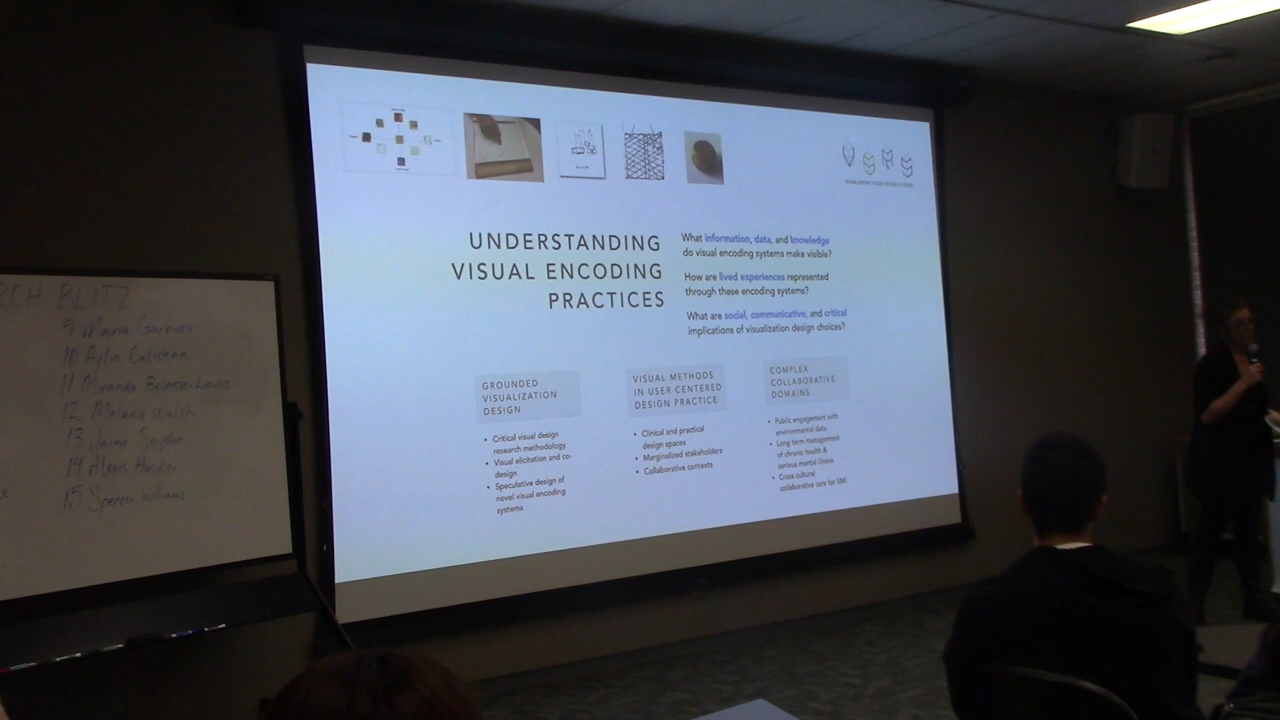 RCH BLITZ
9 Maria Garrido
10 Aylin Caliskan
11 Miranda
12 Melanie Walsh
13 Jaime Snyder
14 Alexis Hiniker
15 Spencer Williams
UNDERSTANDING
VISUAL ENCODING
PRACTICES
What information, data, and knowledge
do visual encoding systems make visible?
How are lived experiences represented
through these encoding systems?
What are social, communicative, and critical
implications of visualization design choices?
GROUNDED
VISUALIZATION
DESIGN
• Critical visual design
research methodology
• Visual elicitation and co-
design
• Speculative design of
novel visual encoding
systems
VISUAL METHODS
IN USER CENTERED
DESIGN PRACTICE
• Clinical and practical
design spaces
• Marginalized stakeholders
• Collaborative contexts
COMPLEX
COLLABORATIVE
DOMAINS
• Public engagement with
environmental data
• Long term management
of chronic health &
serious mental illness
• Cross cultural
collaborative care for SMI